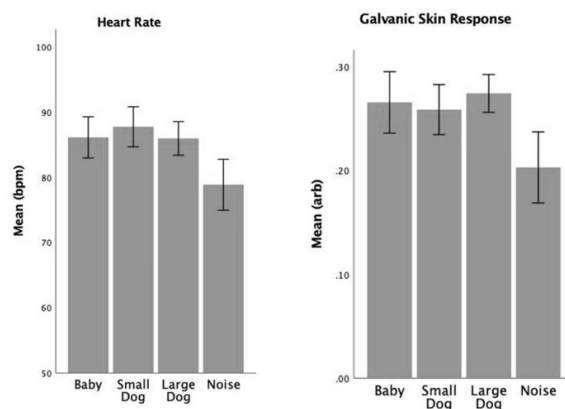 Heart Rate
Mean (bpm)
100
90
80
70
60
50
Baby
Small Dog
Large Dog
Noise
Galvanic Skin Response
Mean (arb)
.30
.20
.10
.00
Baby
Small Dog
Large Dog
Noise